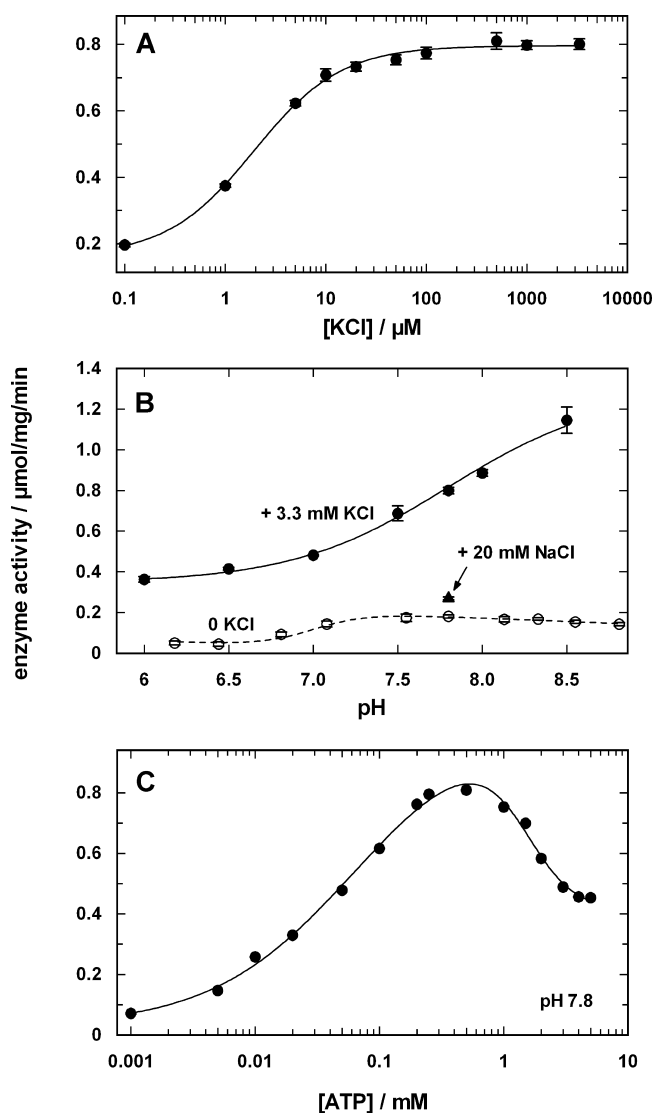 A
0.8
0.6
0.4
0.2
0.1 1 10 100 1000 10000
[KCl] / µM
enzyme activity / µmol/mg/min
B
1.4
1.2
1.0
0.8
0.6
0.4
0.2
0
+ 3.3 mM KCl
+ 20 mM NaCl
0 KCl
6 6.5 7.0 7.5 8.0 8.5
pH
C
0.8
0.6
0.4
0.2
0
pH 7.8
0.001 0.01 0.1 1 10
[ATP] / mM